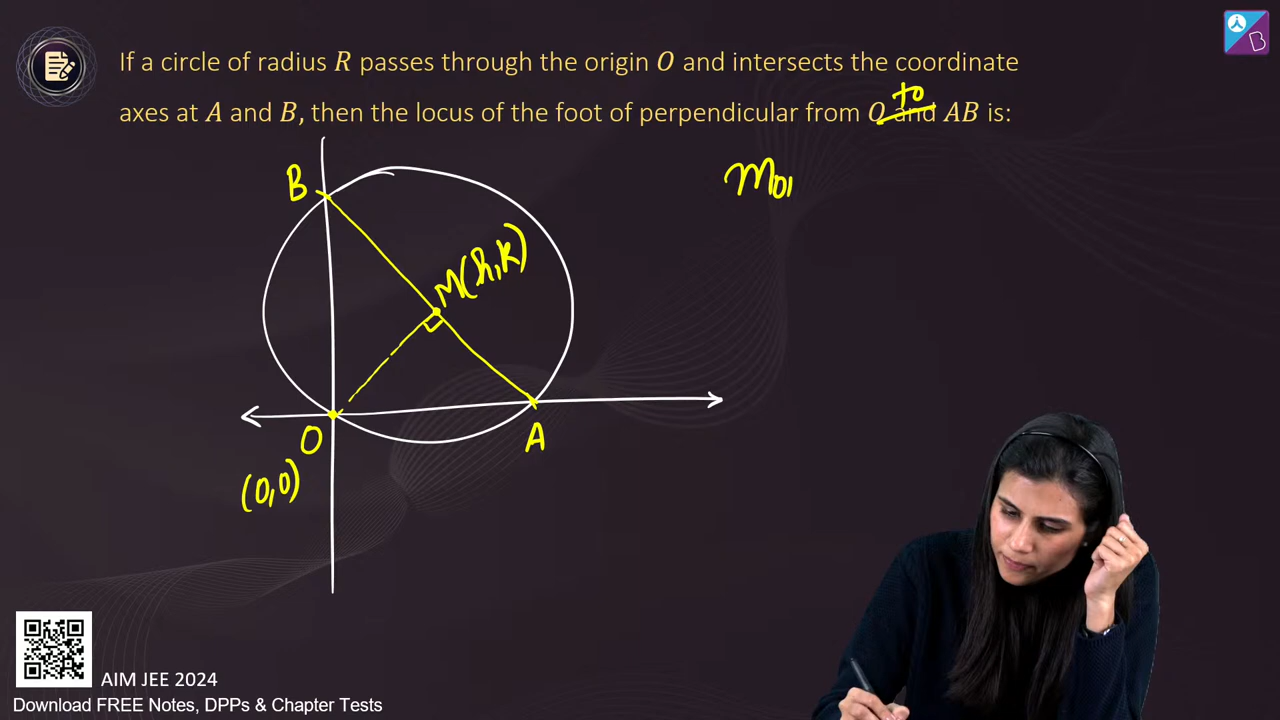 If a circle of radius R passes through the origin O and intersects the coordinate
to
axes at A and B, then the locus of the foot of perpendicular from O and AB is:
B
M(h,k)
O
A
(0,0)
AIM JEE 2024
Download FREE Notes, DPPs & Chapter Tests
B